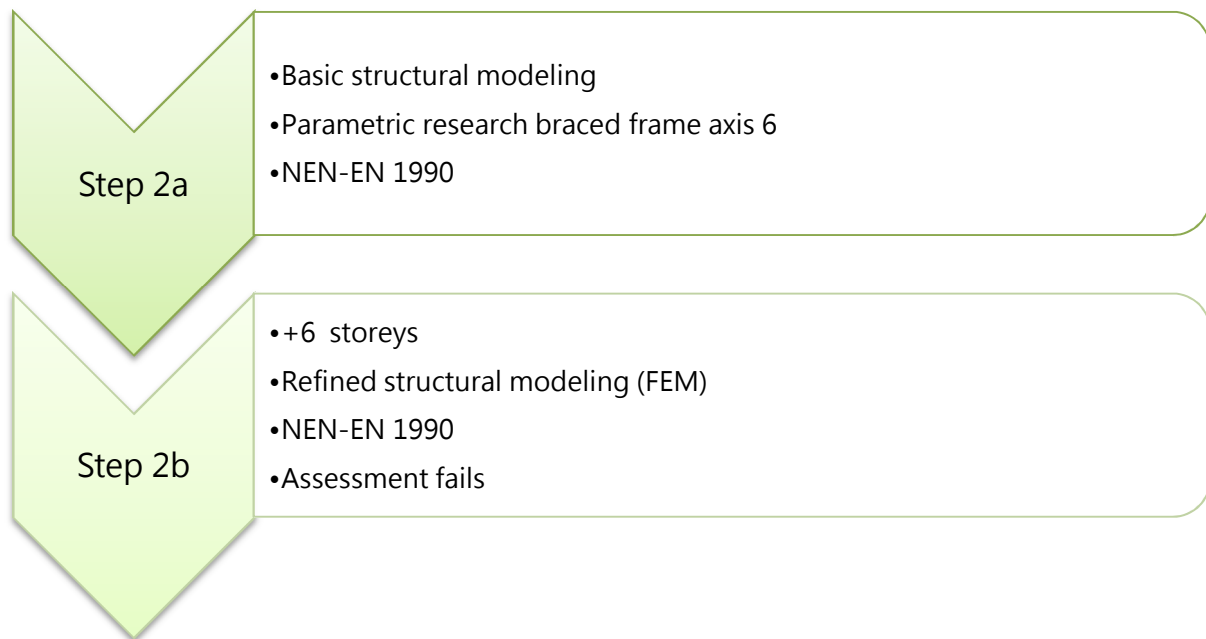 Step 2a
•Basic structural modeling
•Parametric research braced frame axis 6
•NEN-EN 1990
Step 2b
•+6 storeys
•Refined structural modeling (FEM)
•NEN-EN 1990
•Assessment fails